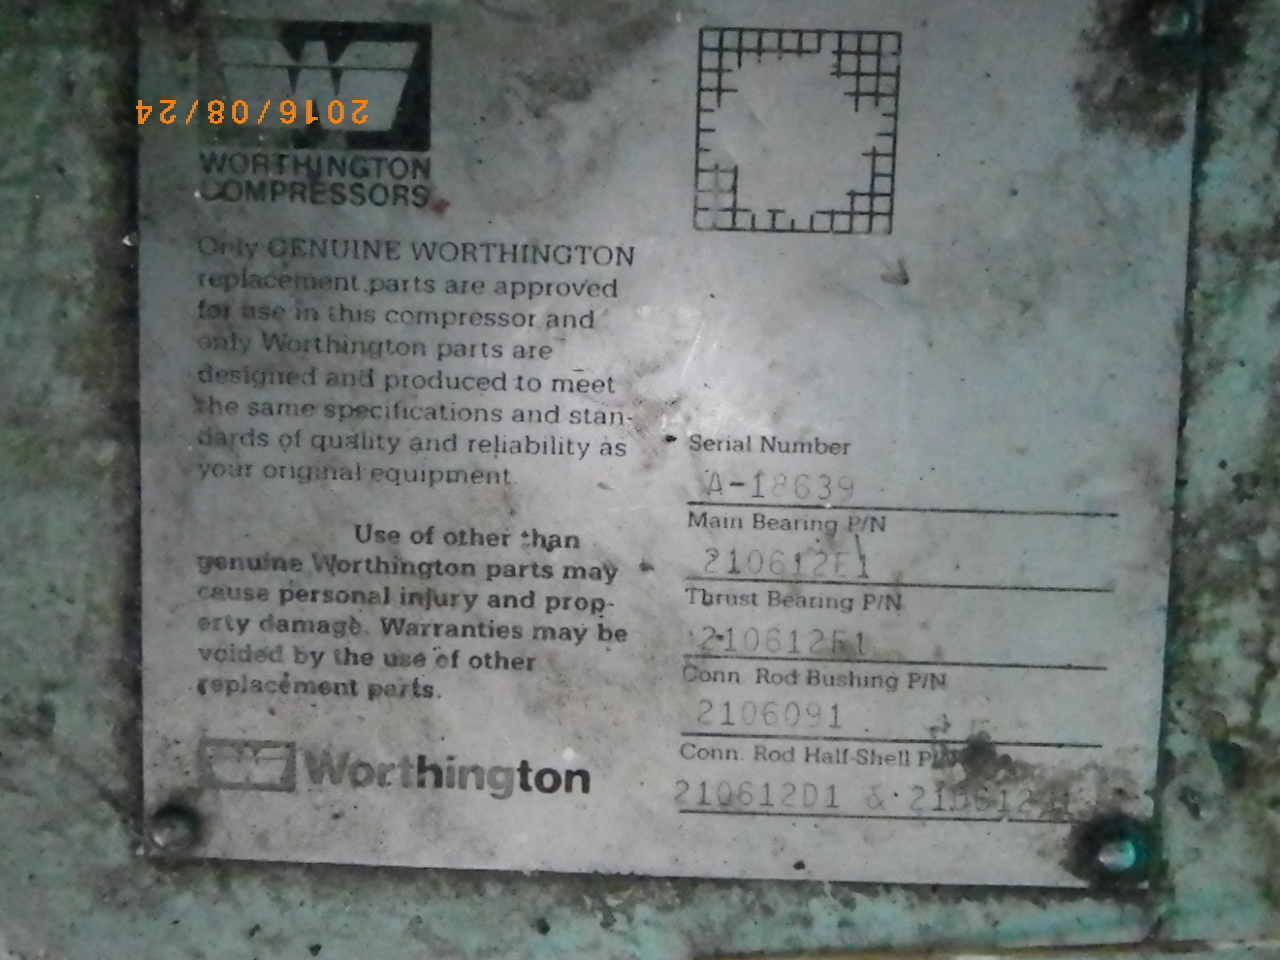 2016/08/24
WORTHINGTON
COMPRESSORS
Only GENUINE WORTHINGTON
replacement parts are approved
for use in this compressor and
only Worthington parts are
designed and produced to meet
the same specifications and stan-
dards of quality and reliability as
your original equipment.
Use of other than
genuine Worthington parts may
cause personal injury and prop-
erty damage. Warranties may be
voided by the use of other
replacement parts.
Worthington
Serial Number
A-18639
Main Bearing P/N
210612E1
Thrust Bearing P/N
Conn. Rod Bushing P/N
2106091
Conn. Rod Half-Shell P/N
210612D1 &